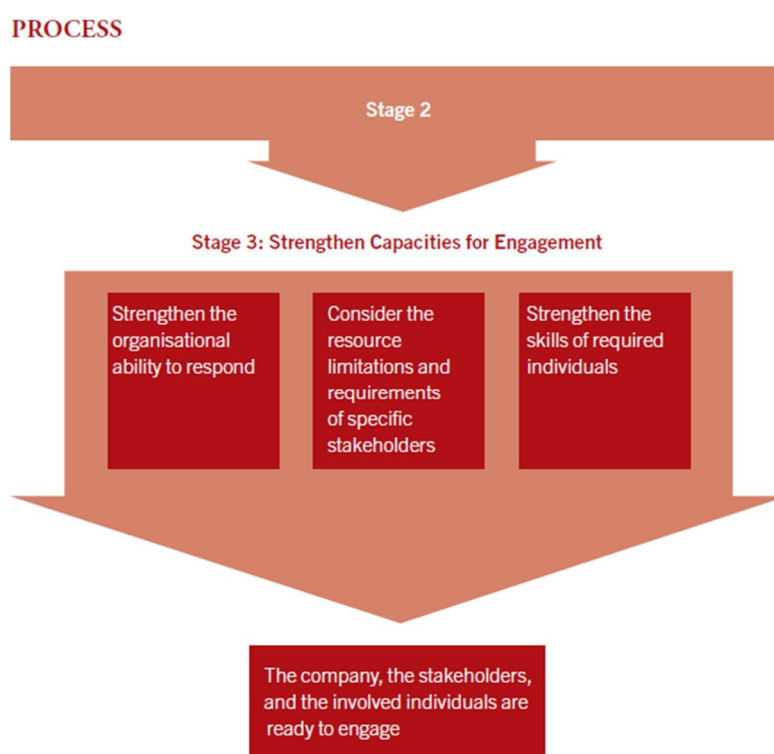 PROCESS
Stage 2
Stage 3: Strengthen Capacities for Engagement
Strengthen the
organisational
ability to respond
Consider the
resource
limitations and
requirements
of specific
stakeholders
Strengthen the
skills of required
individuals
The company, the stakeholders,
and the involved individuals are
ready to engage